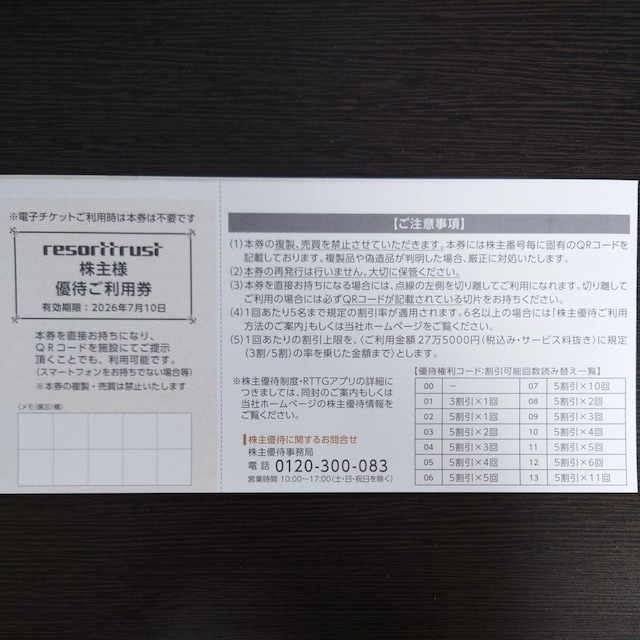 ※電子チケットご利用時は本券は不要です
resorttrust
株主様
優待ご利用券
有効期限：2026年7月10日
本券を直接お持ちになり、
QRコードを施設にてご提示
頂くことでも、利用可能です。
(スマートフォンをお持ちでない場合等)
※本券の複製・売買は禁止いたします
〈メモ(備忘)欄〉
【ご注意事項】
(1)本券の複製、売買を禁止させていただきます。本券には株主番号毎に固有のQRコードを
記載しております。複製品や偽造品が判明した場合、厳正に対処いたします。
(2)本券の再発行は行いません。大切に保管ください。
(3)本券を直接お持ちになる場合には、点線の左側を切り離してご利用になれます。切り離して
ご利用の場合には必ずQRコードが記載されている切片をお持ちください。
(4)1回あたり5名まで規定の割引率が適用されます。6名以上の場合には「株主優待ご利用
方法のご案内」もしくは当社ホームページをご覧ください。
(5)1回あたりの割引上限を、〈ご利用金額27万5000円(税込み・サービス料抜き)に規定
(3割/5割)の率を乗じた金額まで〉とします。
※株主優待制度・RTTGアプリの詳細に
つきましては、同封のご案内もしくは
当社ホームページの株主優待情報を
ご覧ください。
株主優待に関するお問合せ
株主優待事務局
電話 0120-300-083
営業時間 10:00～17:00(土・日・祝日を除く)
【優待権利コード:割引可能回数読み替え一覧】
00 － 07 5割引×10回
01 3割引×1回 08 5割引×2回
02 5割引×1回 09 5割引×3回
03 5割引×2回 10 5割引×4回
04 5割引×3回 11 5割引×5回
05 5割引×4回 12 5割引×6回
06 5割引×5回 13 5割引×11回